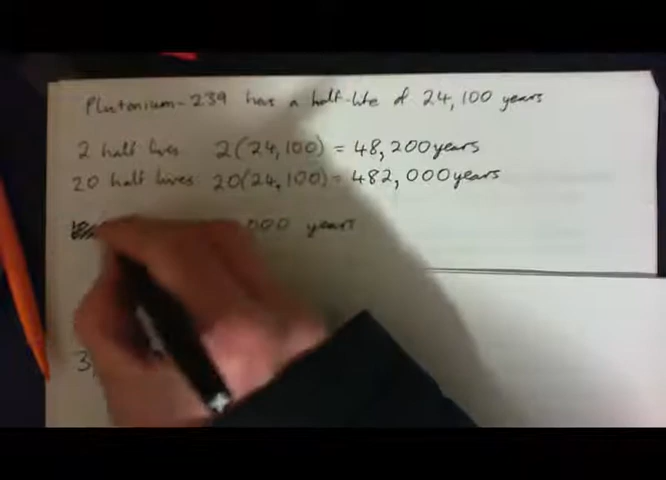 Plutonium-239 has a half-life of 24,100 years
2 half lives 2(24,100) = 48,200 years
20 half lives 20(24,100) = 482,000 years
000 years
3,